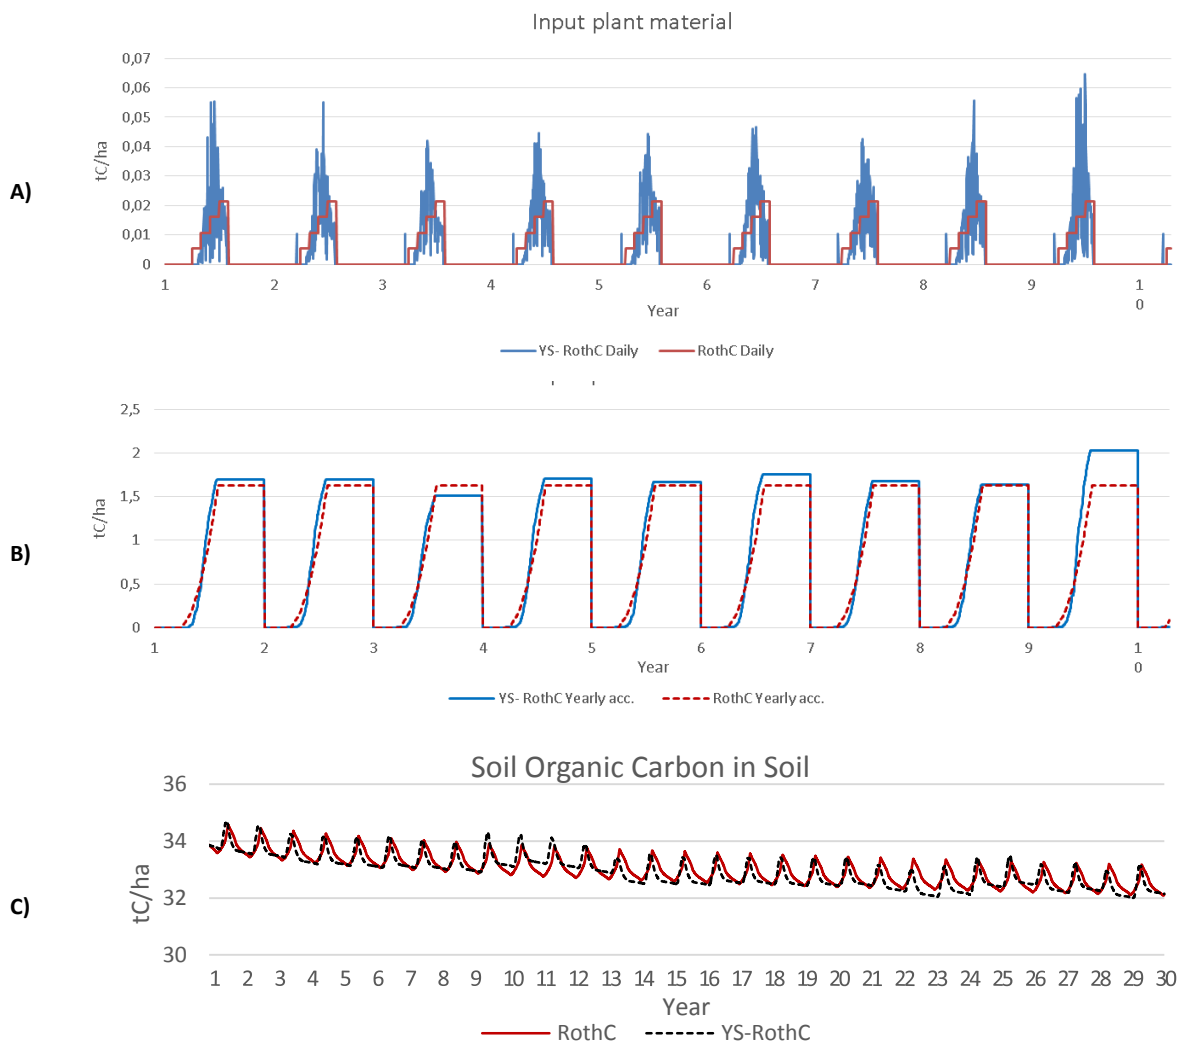 Input plant material
A)
tC/ha
0,07
0,06
0,05
0,04
0,03
0,02
0,01
0
1 2 3 4 5 6 7 8 9 1
0
Year
YS- RothC Daily RothC Daily
B)
tC/ha
2,5
2
1,5
1
0,5
0
1 2 3 4 5 6 7 8 9 1
0
Year
YS- RothC Yearly acc. RothC Yearly acc.
Soil Organic Carbon in Soil
C)
tC/ha
36
34
32
30
1 2 3 4 5 6 7 8 9 10 11 12 13 14 15 16 17 18 19 20 21 22 23 24 25 26 27 28 29 30
Year
RothC YS-RothC